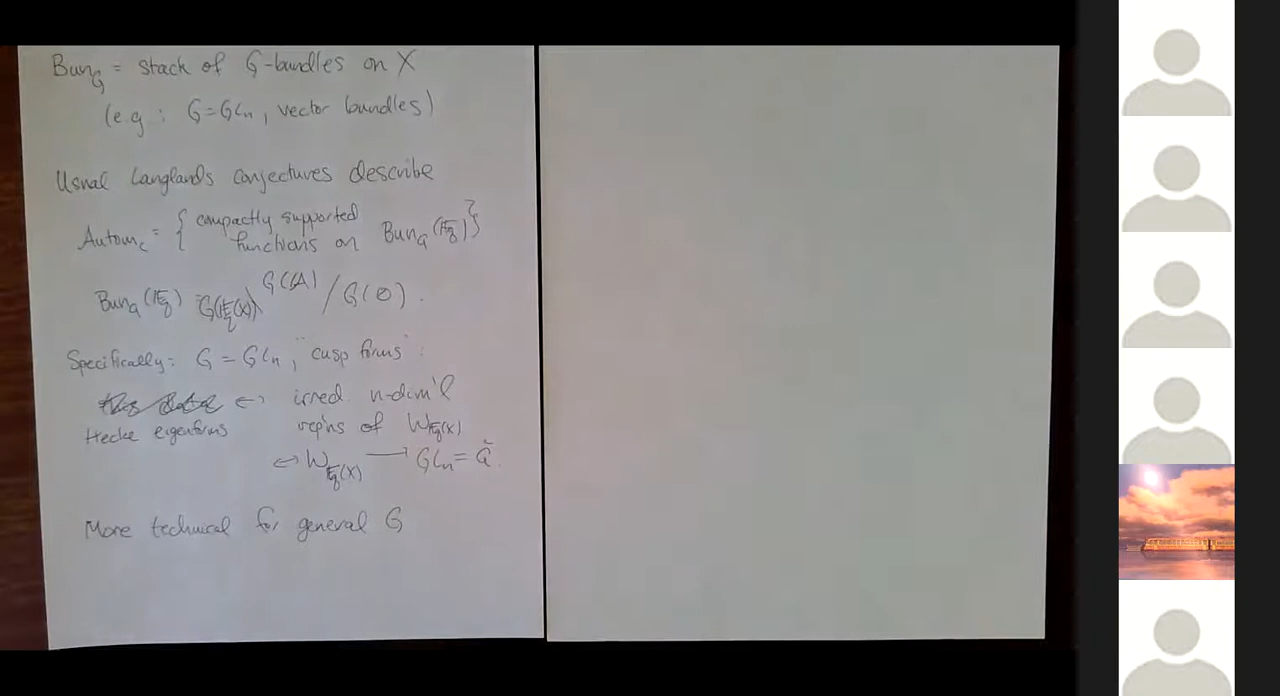 Bun_G = stack of G-bundles on X
(e.g.: G=GL_n, vector bundles)
Usual Langlands conjectures describe
Autom_c = { compactly supported functions on Bun_G(𝔽_q) }
Bun_G(𝔽_q) = G(𝔽_q(X))\G(𝔸)/G(𝕆).
Specifically: G = GL_n, "cusp forms":
Hecke eigenforms ↔ irred. n-dim'l
repns of W_{𝔽_q(X)}
↔ W_{𝔽_q(X)} → GL_n = Ǧ.
More technical for general G